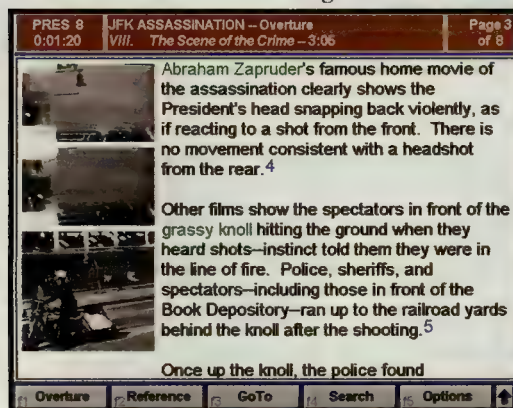 PRES 8
0:01:20
JFK ASSASSINATION -- Overture
VIII. The Scene of the Crime -- 3:06
Page 3
of 8
Abraham Zapruder's famous home movie of
the assassination clearly shows the
President's head snapping back violently, as
if reacting to a shot from the front. There is
no movement consistent with a headshot
from the rear.4
Other films show the spectators in front of the
grassy knoll hitting the ground when they
heard shots--instinct told them they were in
the line of fire. Police, sheriffs, and
spectators--including those in front of the
Book Depository--ran up to the railroad yards
behind the knoll after the shooting.5
Once up the knoll, the police found
f1 Overture f2 Reference f3 GoTo f4 Search f5 Options